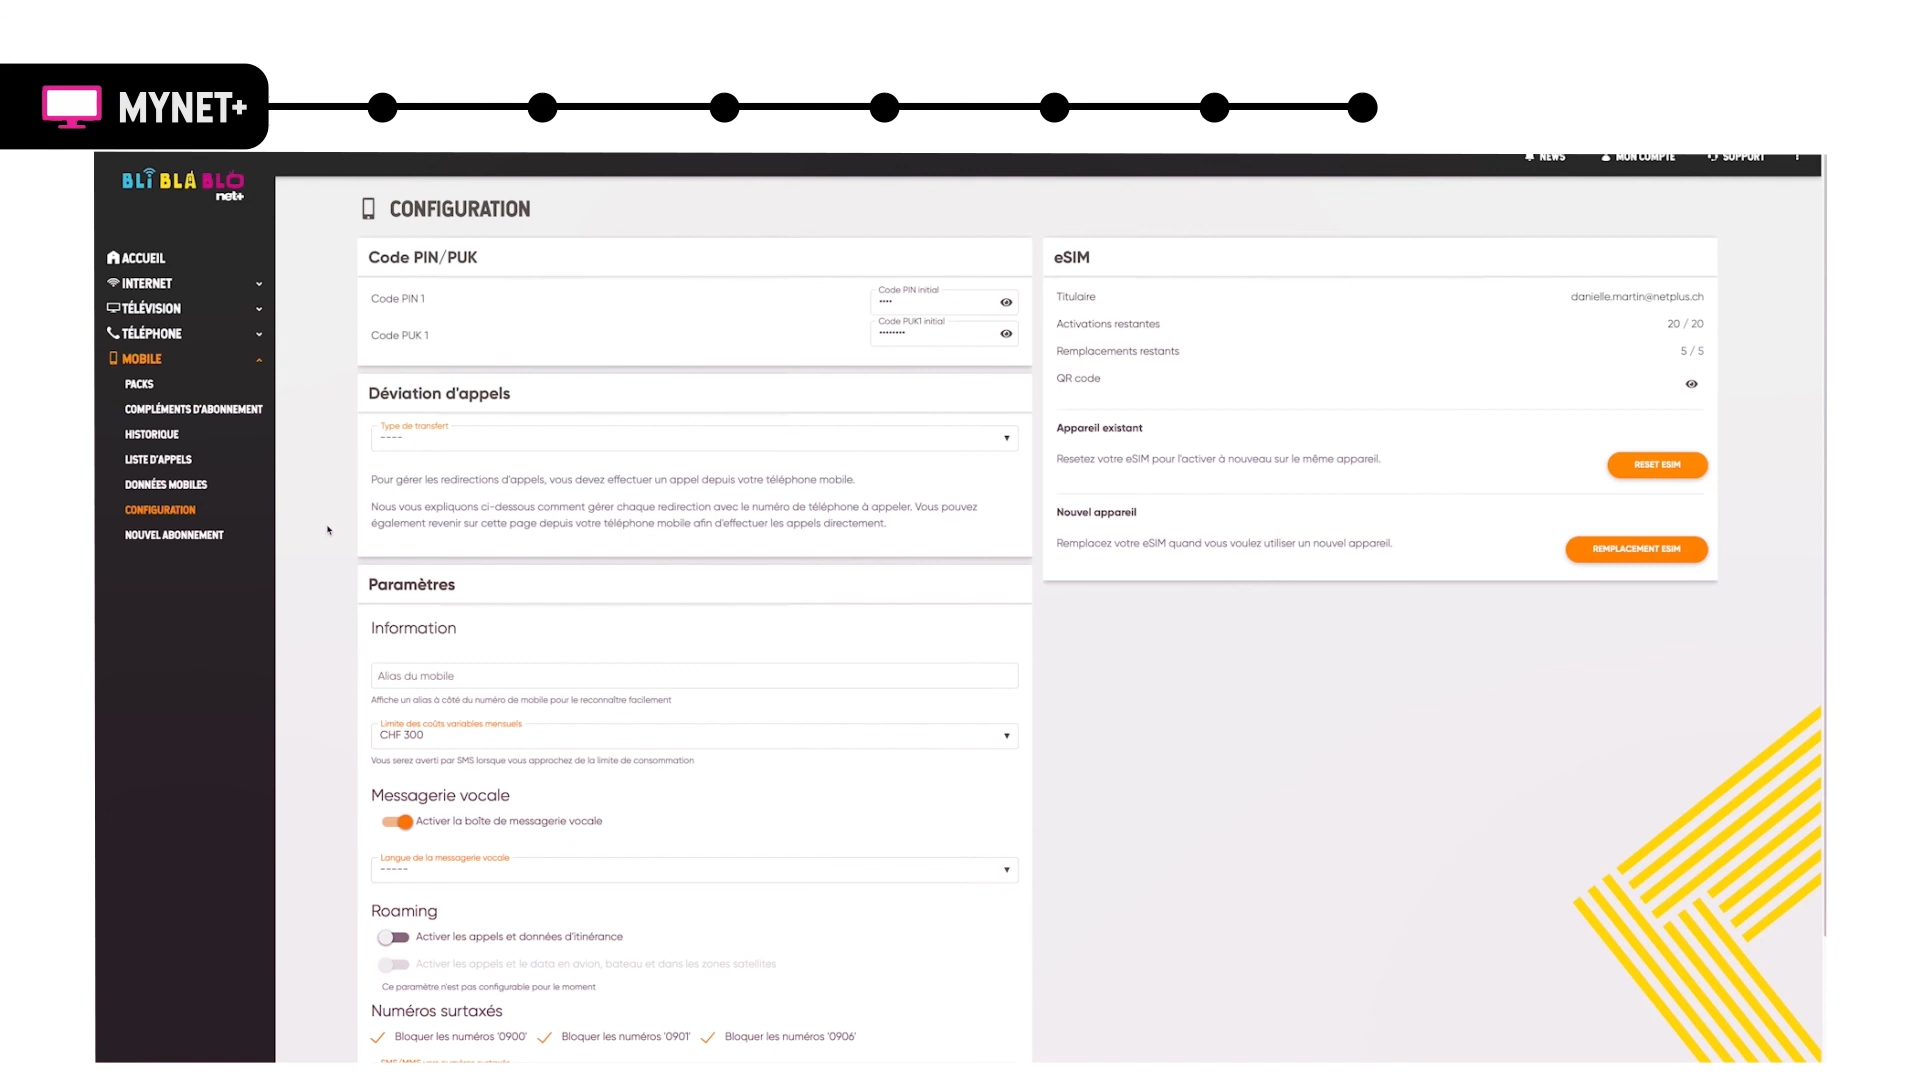 MYNET+
BLI BLA BLO
net+
NEWS
MON COMPTE
SUPPORT
ACCUEIL
INTERNET
TÉLÉVISION
TÉLÉPHONE
MOBILE
PACKS
COMPLÉMENTS D'ABONNEMENT
HISTORIQUE
LISTE D'APPELS
DONNÉES MOBILES
CONFIGURATION
NOUVEL ABONNEMENT
CONFIGURATION
Code PIN/PUK
Code PIN 1
Code PIN initial
••••
Code PUK 1
Code PUK1 initial
••••••••
Déviation d'appels
Type de transfert
----
Pour gérer les redirections d'appels, vous devez effectuer un appel depuis votre téléphone mobile.
Nous vous expliquons ci-dessous comment gérer chaque redirection avec le numéro de téléphone à appeler. Vous pouvez
également revenir sur cette page depuis votre téléphone mobile afin d'effectuer les appels directement.
Paramètres
Information
Alias du mobile
Affiche un alias à côté du numéro de mobile pour le reconnaître facilement
Limite des coûts variables mensuels
CHF 300
Vous serez averti par SMS lorsque vous approchez de la limite de consommation
Messagerie vocale
Activer la boîte de messagerie vocale
Langue de la messagerie vocale
-----
Roaming
Activer les appels et données d'itinérance
Activer les appels et le data en avion, bateau et dans les zones satellites
Ce paramètre n'est pas configurable pour le moment
Numéros surtaxés
Bloquer les numéros '0900' Bloquer les numéros '0901' Bloquer les numéros '0906'
SMS/MMS vers numéros surtaxés
eSIM
Titulaire danielle.martin@netplus.ch
Activations restantes 20 / 20
Remplacements restants 5 / 5
QR code
Appareil existant
Resetez votre eSIM pour l'activer à nouveau sur le même appareil.
RESET ESIM
Nouvel appareil
Remplacez votre eSIM quand vous voulez utiliser un nouvel appareil.
REMPLACEMENT ESIM